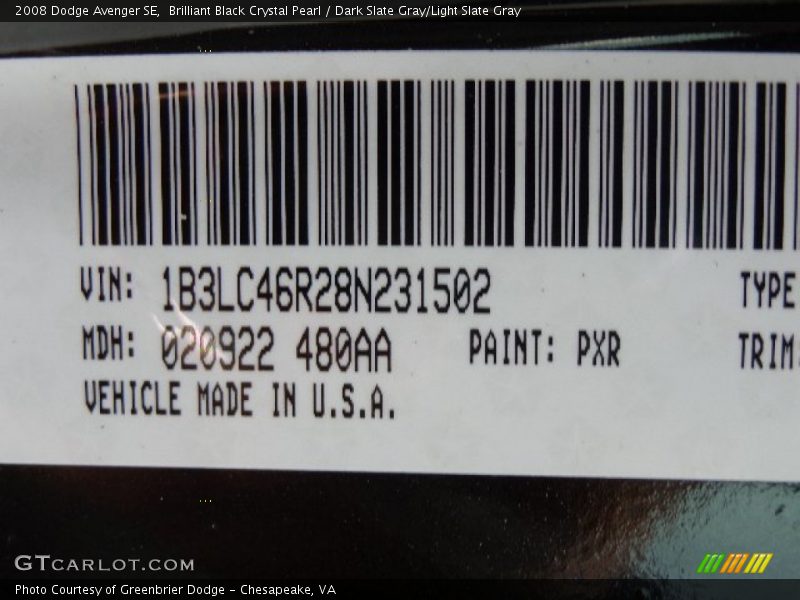 2008 Dodge Avenger SE,  Brilliant Black Crystal Pearl / Dark Slate Gray/Light Slate Gray
VIN: 1B3LC46R28N231502 TYPE
MDH: 020922 480AA PAINT: PXR TRIM:
VEHICLE MADE IN U.S.A.
GTCARLOT.COM
Photo Courtesy of Greenbrier Dodge – Chesapeake, VA